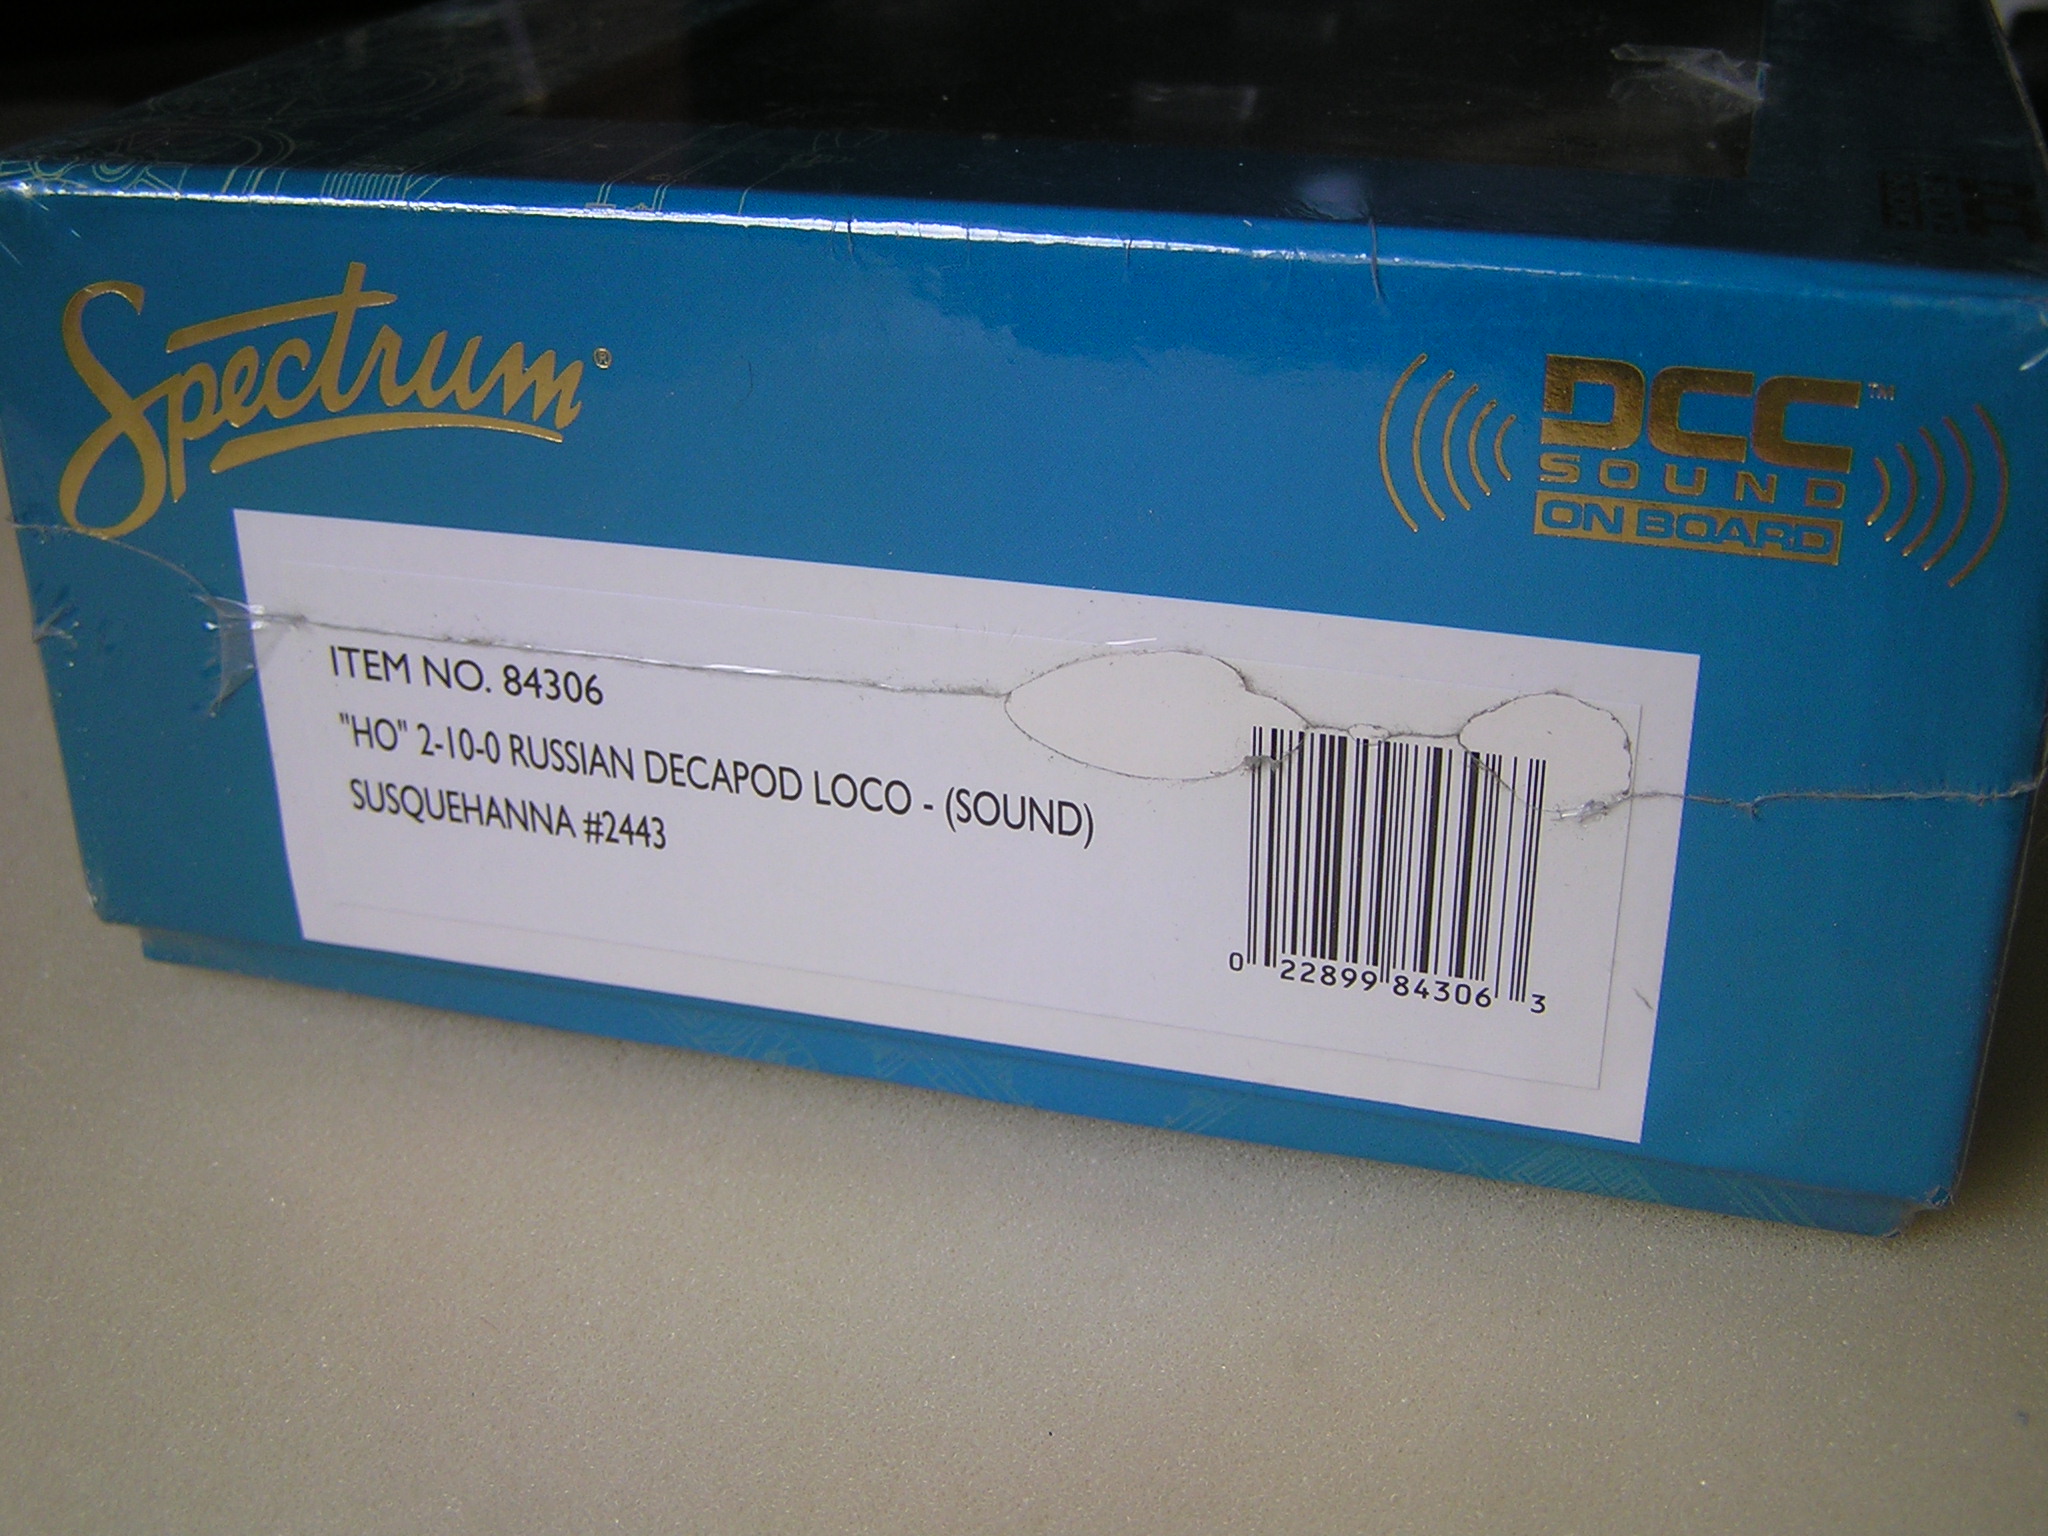 Spectrum®
DCC™
SOUND
ON BOARD
ITEM NO. 84306
"HO" 2-10-0 RUSSIAN DECAPOD LOCO - (SOUND)
SUSQUEHANNA #2443
0 22899 84306 3